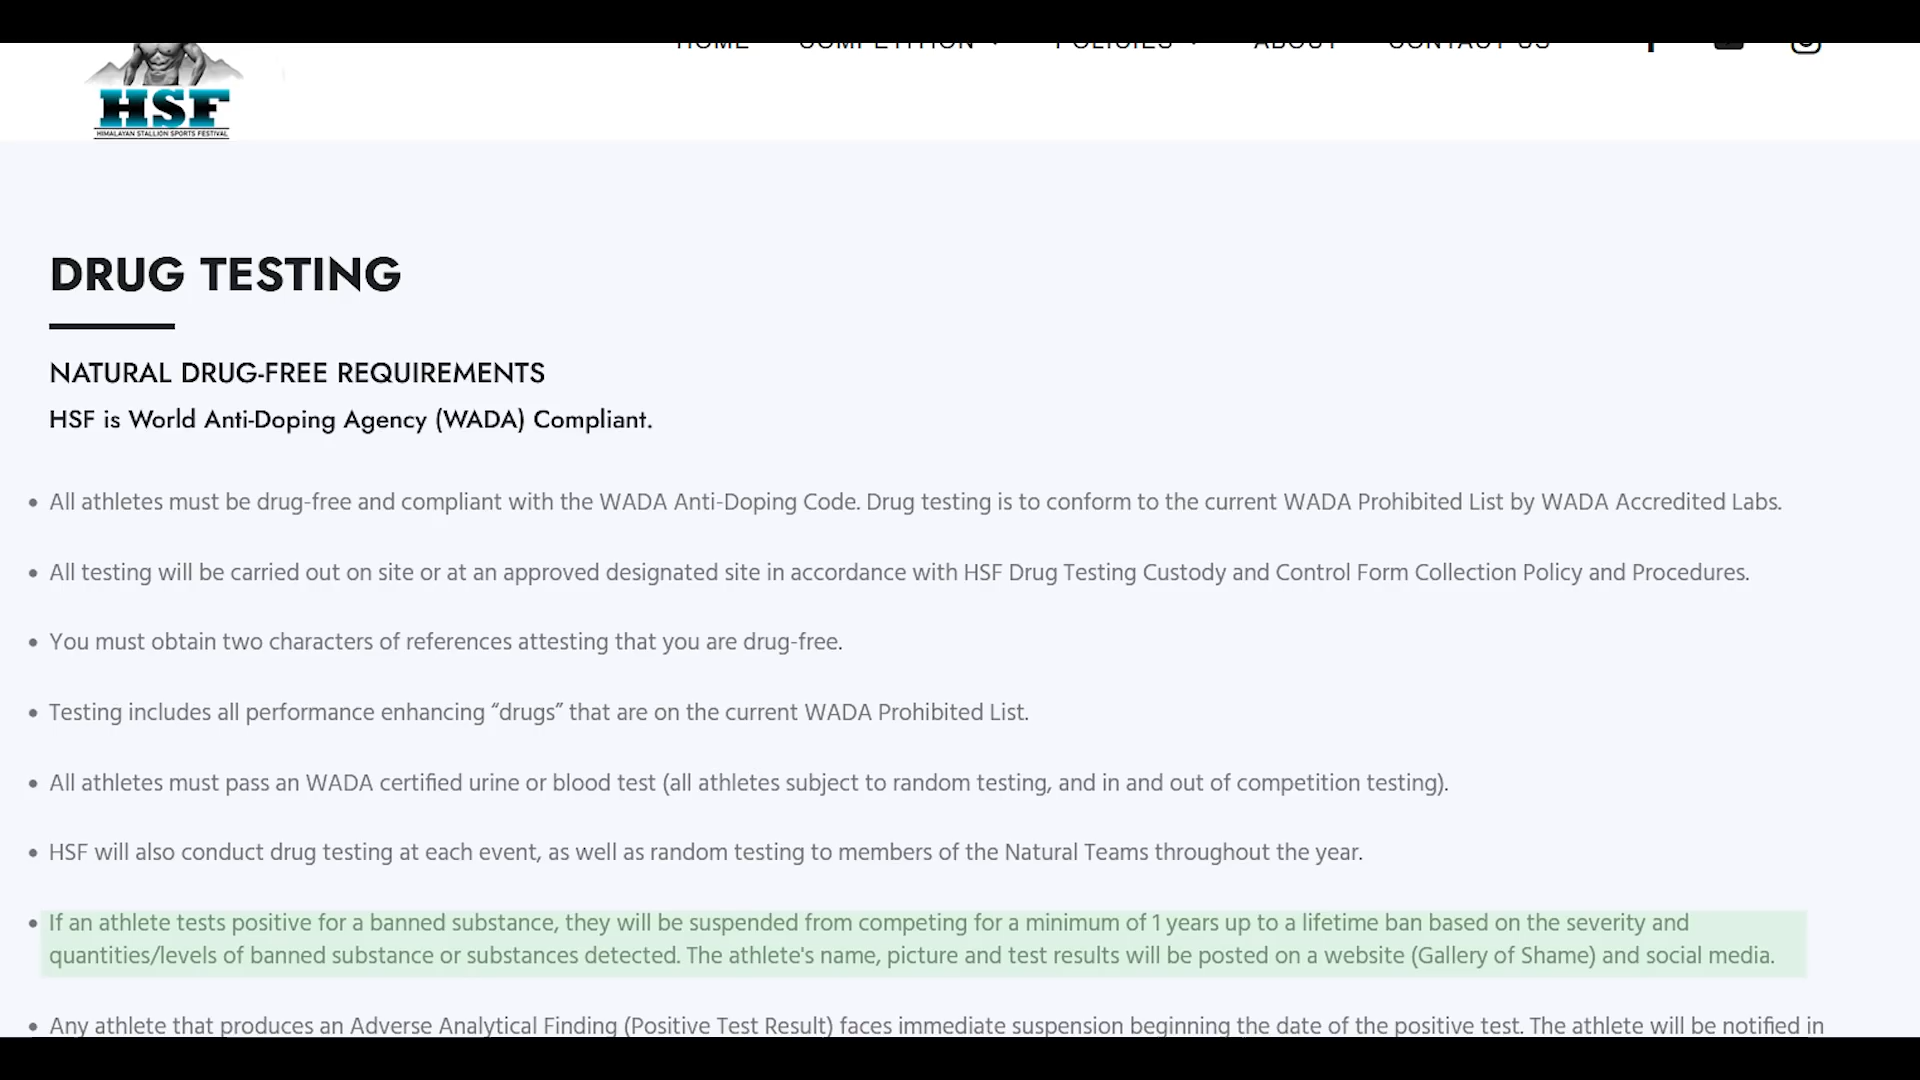 HOME COMPETITION POLICIES ABOUT CONTACT US
HSF
HIMALAYAN STALLION SPORTS FESTIVAL
DRUG TESTING
NATURAL DRUG-FREE REQUIREMENTS
HSF is World Anti-Doping Agency (WADA) Compliant.
• All athletes must be drug-free and compliant with the WADA Anti-Doping Code. Drug testing is to conform to the current WADA Prohibited List by WADA Accredited Labs.
• All testing will be carried out on site or at an approved designated site in accordance with HSF Drug Testing Custody and Control Form Collection Policy and Procedures.
• You must obtain two characters of references attesting that you are drug-free.
• Testing includes all performance enhancing “drugs” that are on the current WADA Prohibited List.
• All athletes must pass an WADA certified urine or blood test (all athletes subject to random testing, and in and out of competition testing).
• HSF will also conduct drug testing at each event, as well as random testing to members of the Natural Teams throughout the year.
• If an athlete tests positive for a banned substance, they will be suspended from competing for a minimum of 1 years up to a lifetime ban based on the severity and
quantities/levels of banned substance or substances detected. The athlete's name, picture and test results will be posted on a website (Gallery of Shame) and social media.
• Any athlete that produces an Adverse Analytical Finding (Positive Test Result) faces immediate suspension beginning the date of the positive test. The athlete will be notified in